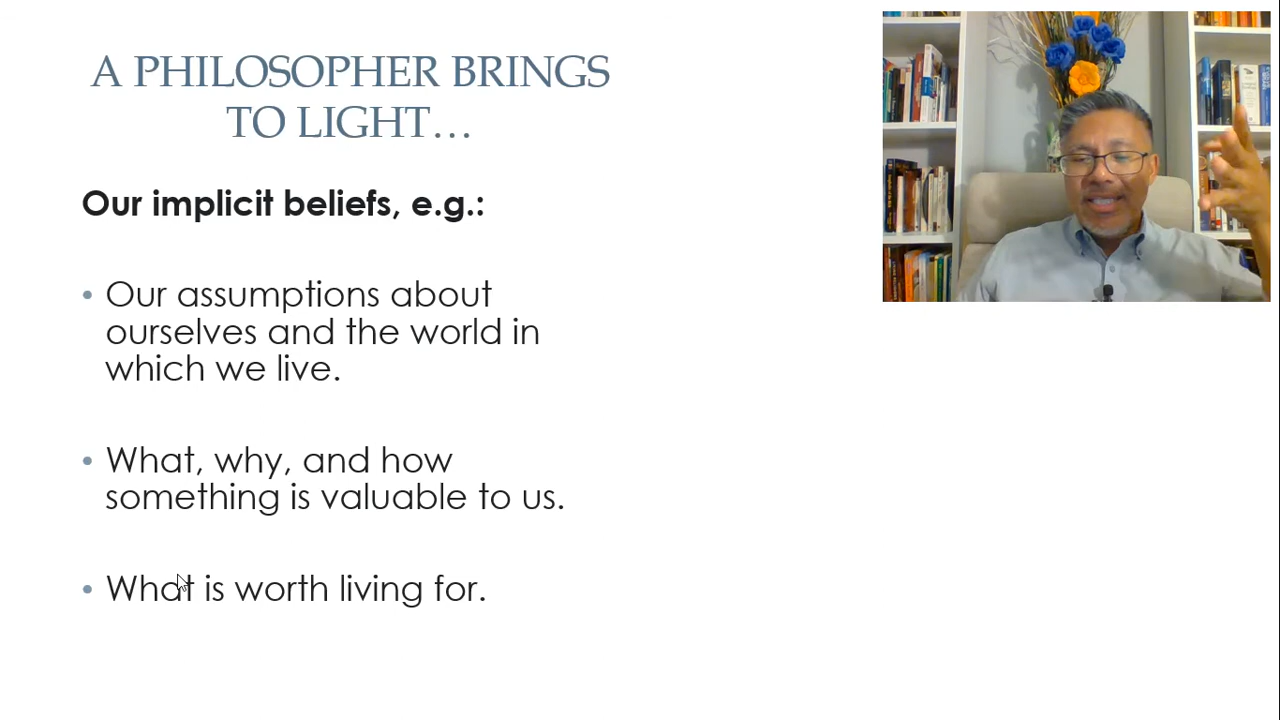 A PHILOSOPHER BRINGS
TO LIGHT…
Our implicit beliefs, e.g.:
• Our assumptions about
ourselves and the world in
which we live.
• What, why, and how
something is valuable to us.
• What is worth living for.